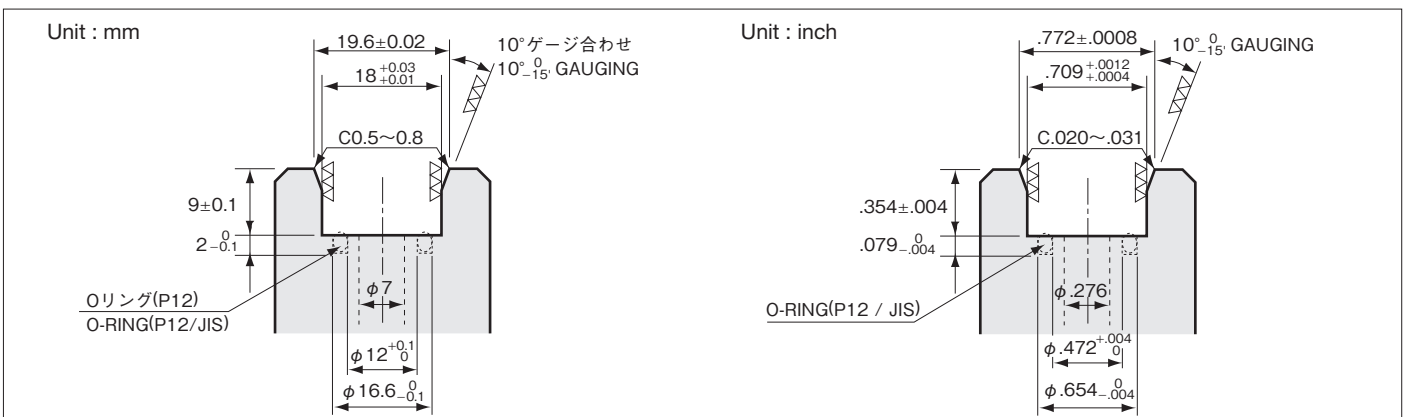 Unit : mm
19.6±0.02
10°ゲージ合わせ
10° 0 -15' GAUGING
18 +0.03 +0.01
C0.5〜0.8
9±0.1
2 0 -0.1
Oリング(P12)
O-RING(P12/JIS)
φ7
φ12 +0.1 0
φ16.6 0 -0.1
Unit : inch
.772±.0008
10° 0 -15' GAUGING
.709 +.0012 +.0004
C.020〜.031
.354±.004
.079 0 -.004
O-RING(P12 / JIS)
φ.276
φ.472 +.004 0
φ.654 0 -.004